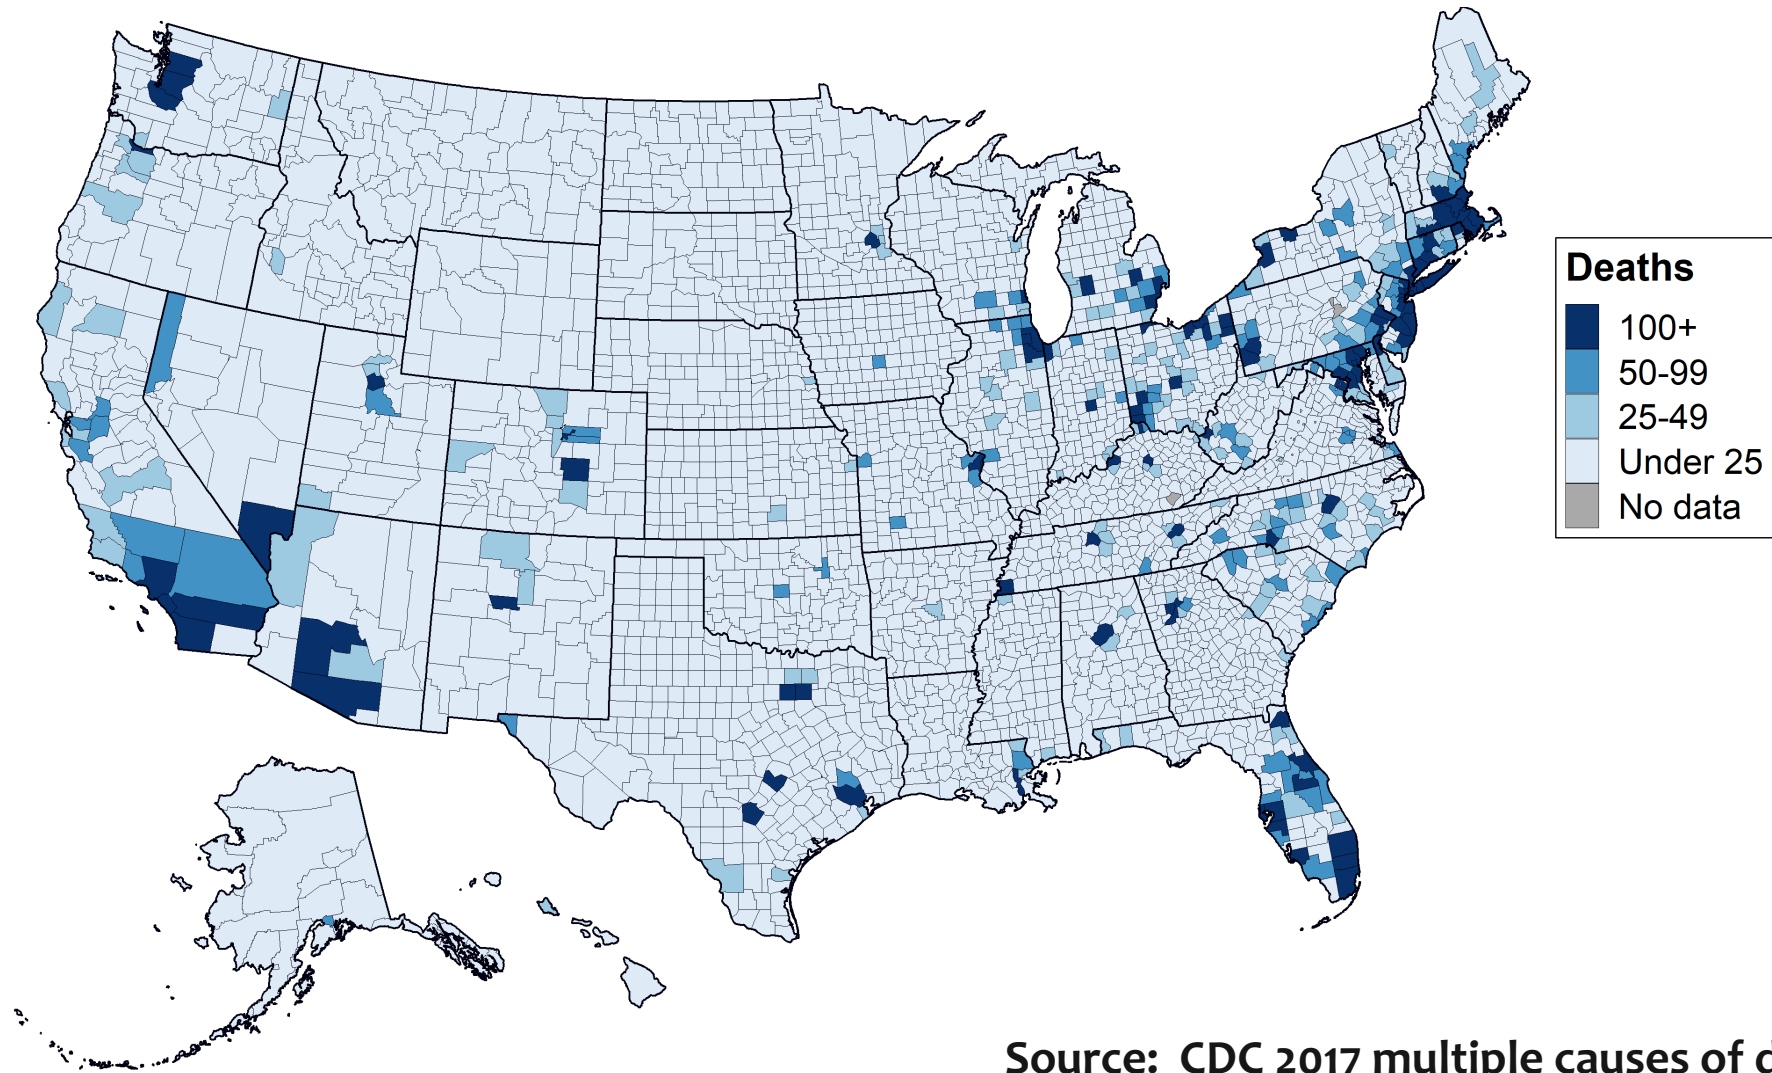 Deaths
100+
50-99
25-49
Under 25
No data
Source: CDC 2017 multiple causes of d